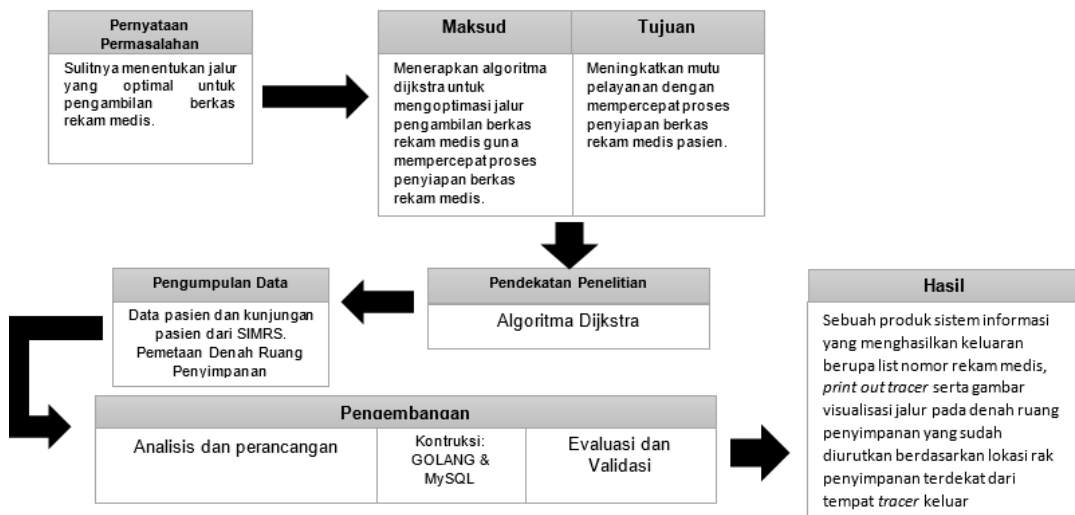 Pernyataan
Permasalahan
Sulitnya menentukan jalur
yang optimal untuk
pengambilan berkas
rekam medis.
Maksud
Menerapkan algoritma
dijkstra untuk
mengoptimasi jalur
pengambilan berkas
rekam medis guna
mempercepat proses
penyiapan berkas
rekam medis.
Tujuan
Meningkatkan mutu
pelayanan dengan
mempercepat proses
penyiapan berkas
rekam medis pasien.
Pendekatan Penelitian
Algoritma Dijkstra
Pengumpulan Data
Data pasien dan kunjungan
pasien dari SIMRS.
Pemetaan Denah Ruang
Penyimpanan
Pengembangan
Analisis dan perancangan
Kontruksi:
GOLANG &
MySQL
Evaluasi dan
Validasi
Hasil
Sebuah produk sistem informasi
yang menghasilkan keluaran
berupa list nomor rekam medis,
print out tracer serta gambar
visualisasi jalur pada denah ruang
penyimpanan yang sudah
diurutkan berdasarkan lokasi rak
penyimpanan terdekat dari
tempat tracer keluar